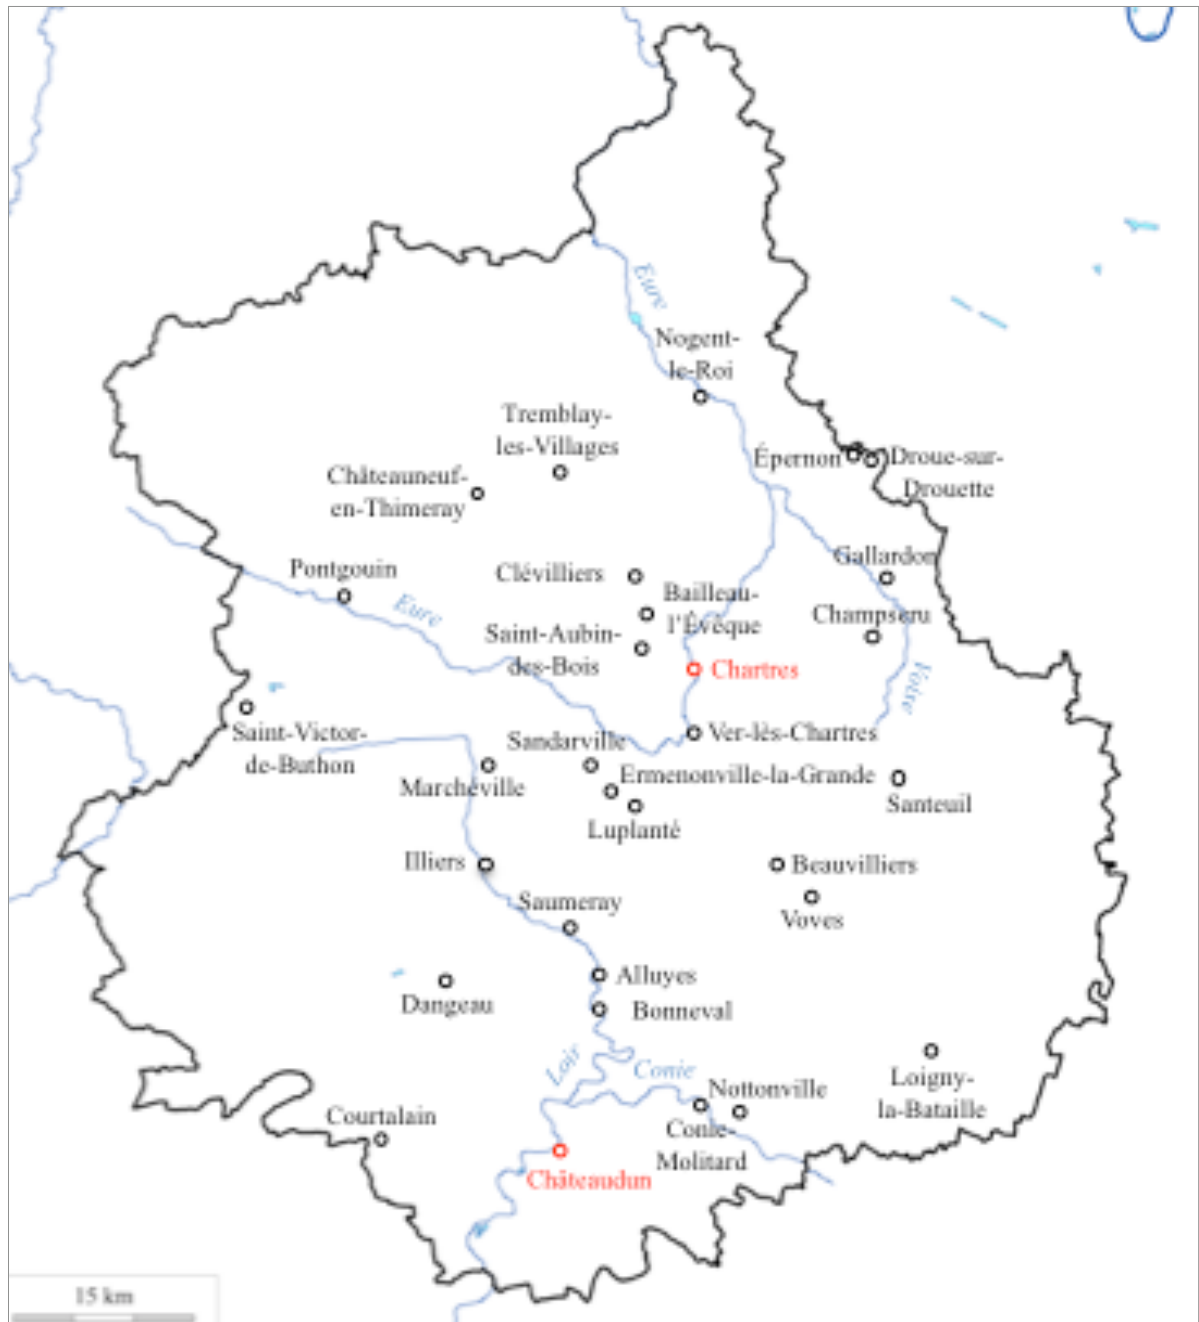 Eure
Nogent-
le-Roi
Tremblay-
les-Villages
Épernon
Droue-sur-
Drouette
Châteauneuf-
en-Thimeray
Gallardon
Pontgouin
Clévilliers
Eure
Bailleau-
l'Évêque
Champseru
Saint-Aubin-
des-Bois
Chartres
Voise
Saint-Victor-
de-Buthon
Sandarville
Ver-lès-Chartres
Marchéville
Ermenonville-la-Grande
Santeuil
Luplanté
Illiers
Beauvilliers
Saumeray
Voves
Alluyes
Dangeau
Bonneval
Loir
Conie
Nottonville
Loigny-
la-Bataille
Courtalain
Conie-
Molitard
Châteaudun
15 km